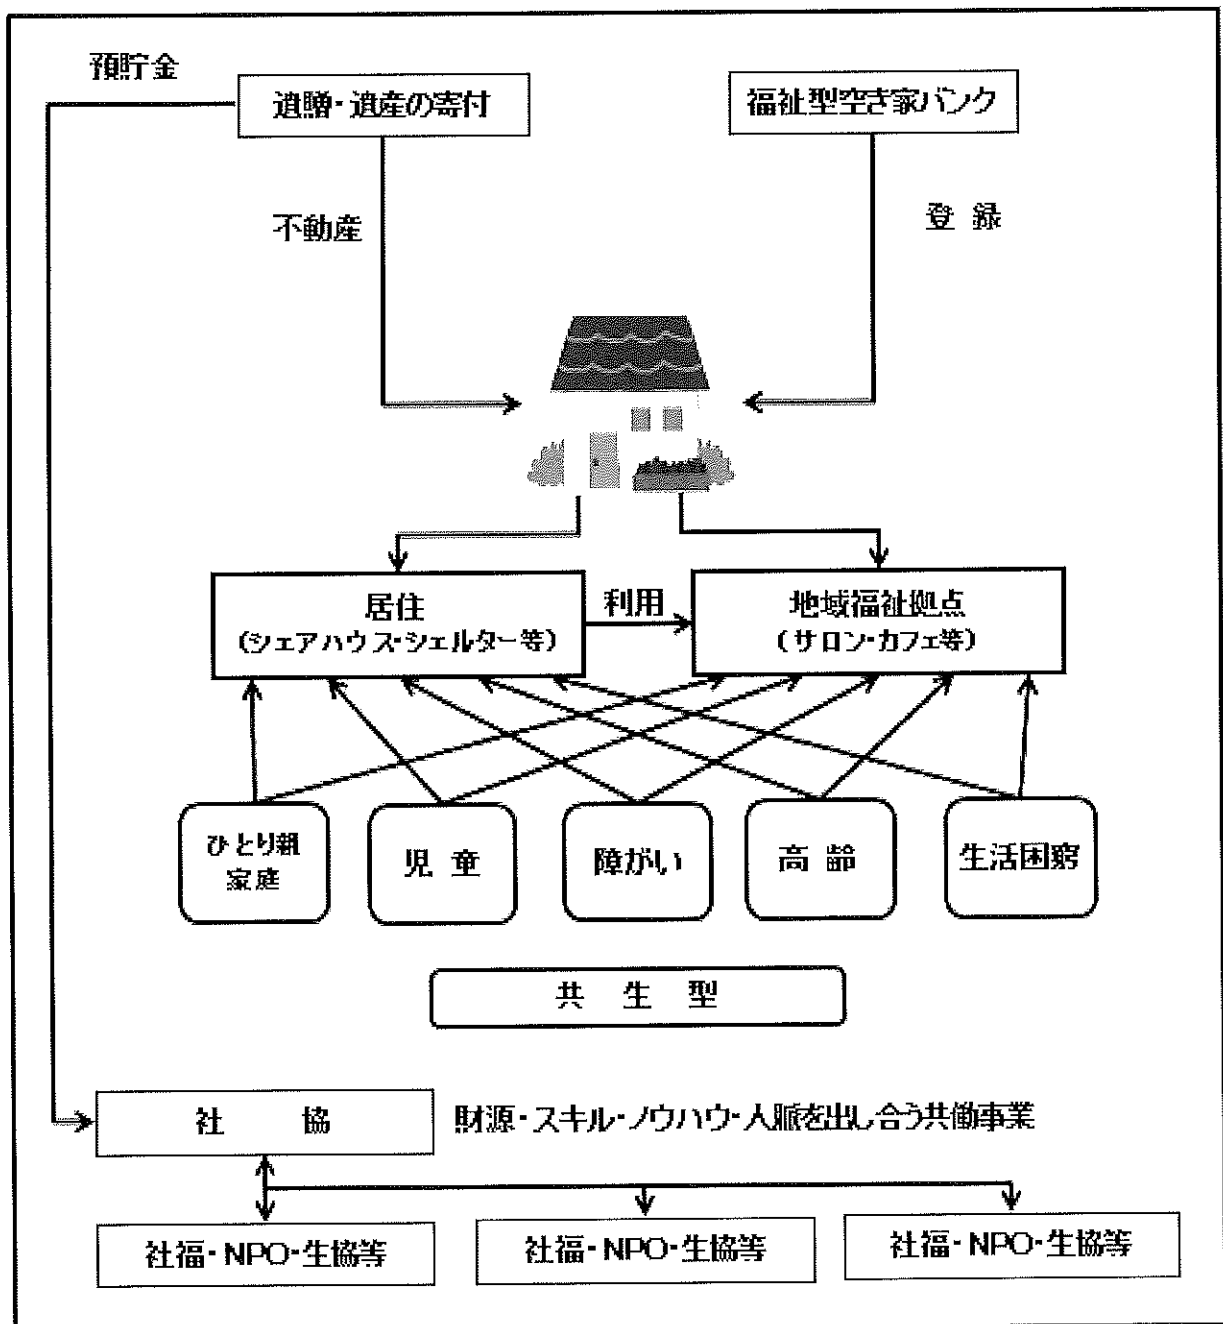 預貯金
遺贈・遺産の寄付
福祉型空き家バンク
不動産
登 録
居住
(シェアハウス・シェルター等)
利用
地域福祉拠点
(サロン・カフェ等)
ひとり親
家庭
児 童
障がい
高 齢
生活困窮
共 生 型
社 協
財源・スキル・ノウハウ・人脈を出し合う共働事業
社福・NPO・生協等
社福・NPO・生協等
社福・NPO・生協等